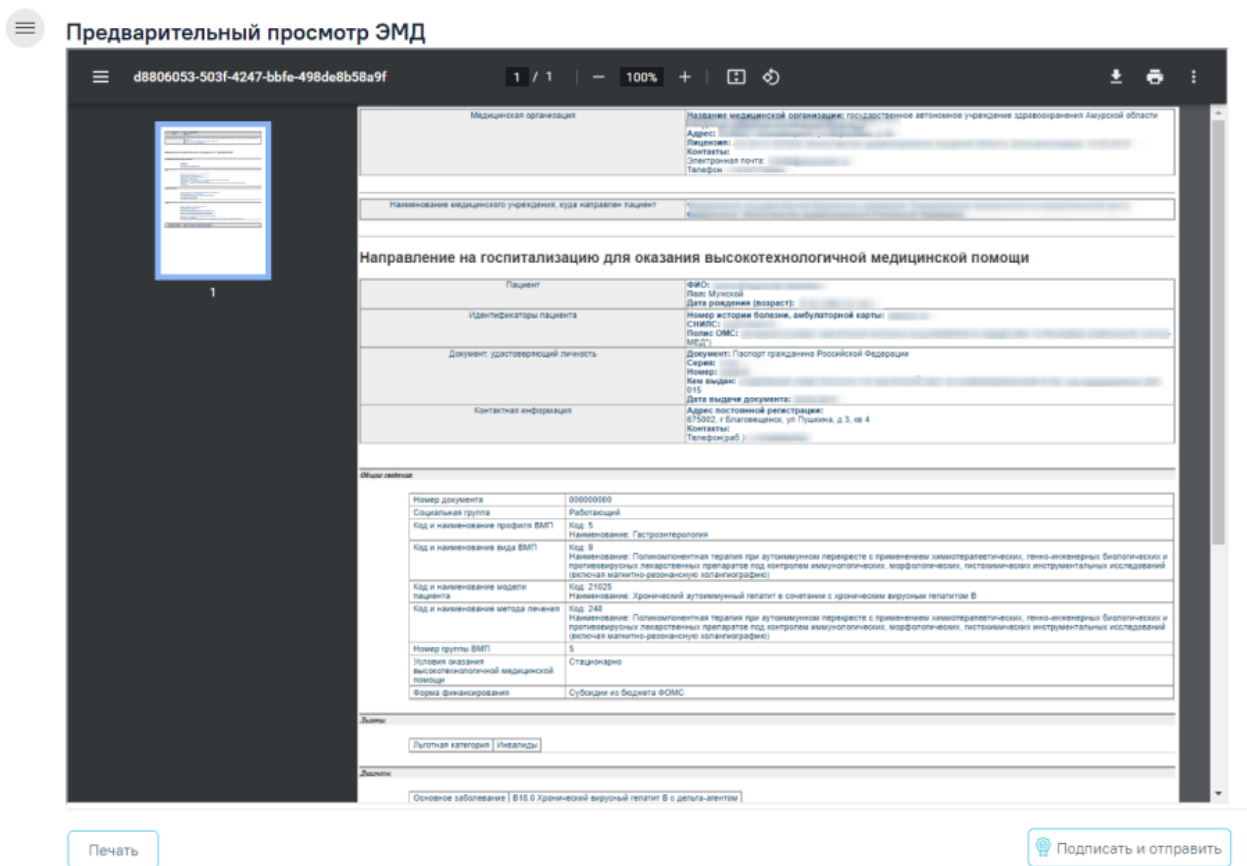 Предварительный просмотр ЭМД
d8806053-503f-4247-bbfe-498de8b58a9f
1 / 1
100%
1
Медицинская организация
Название медицинской организации: государственное автономное учреждение здравоохранения Амурской области
Адрес:
Лицензия:
Контакты:
Электронная почта:
Телефон
Наименование медицинского учреждения, куда направлен пациент
Направление на госпитализацию для оказания высокотехнологичной медицинской помощи
Пациент
ФИО:
Пол: Мужской
Дата рождения (возраст):
Идентификаторы пациента
Номер истории болезни, амбулаторной карты:
СНИЛС:
Полис ОМС:
МЕД")
Документ, удостоверяющий личность
Документ: Паспорт гражданина Российской Федерации
Серия:
Номер:
Кем выдан:
015
Дата выдачи документа:
Контактная информация
Адрес постоянной регистрации:
675002, г Благовещенск, ул Пушкина, д 3, кв 4
Контакты:
Телефон(раб.):
Общие сведения
Номер документа
000000000
Социальная группа
Работающий
Код и наименование профиля ВМП
Код: 5
Наименование: Гастроэнтерология
Код и наименование вида ВМП
Код: 9
Наименование: Поликомпонентная терапия при аутоиммунном перекресте с применением химиотерапевтических, генно-инженерных биологических и
противовирусных лекарственных препаратов под контролем иммунологических, морфологических, гистохимических инструментальных исследований
(включая магнитно-резонансную холангиографию)
Код и наименование модели
пациента
Код: 21025
Наименование: Хронический аутоиммунный гепатит в сочетании с хроническим вирусным гепатитом B
Код и наименование метода лечения
Код: 248
Наименование: Поликомпонентная терапия при аутоиммунном перекресте с применением химиотерапевтических, генно-инженерных биологических и
противовирусных лекарственных препаратов под контролем иммунологических, морфологических, гистохимических инструментальных исследований
(включая магнитно-резонансную холангиографию)
Номер группы ВМП
5
Условия оказания
высокотехнологичной медицинской
помощи
Стационарно
Форма финансирования
Субсидии из бюджета ФОМС
Льготы
Льготная категория
Инвалиды
Диагнозы
Основное заболевание
B18.0 Хронический вирусный гепатит B с дельта-агентом
Печать
Подписать и отправить